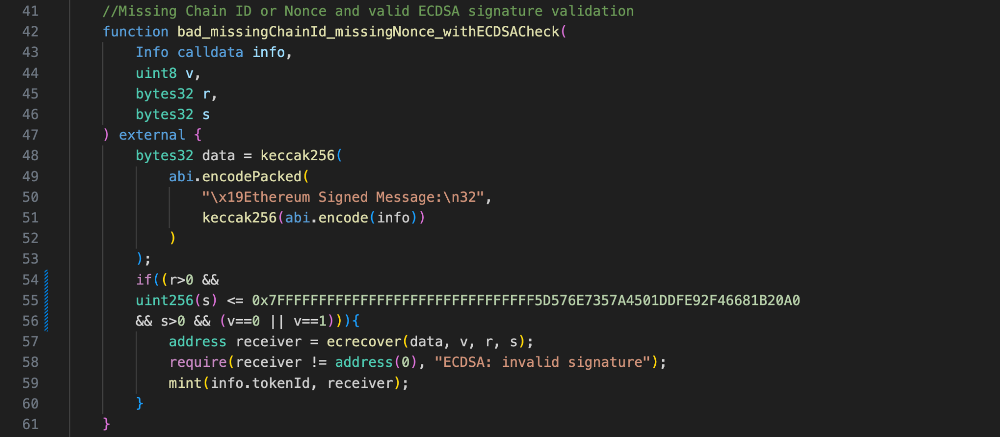 41 //Missing Chain ID or Nonce and valid ECDSA signature validation
42 function bad_missingChainId_missingNonce_withECDSACheck(
43 Info calldata info,
44 uint8 v,
45 bytes32 r,
46 bytes32 s
47 ) external {
48 bytes32 data = keccak256(
49 abi.encodePacked(
50 "\x19Ethereum Signed Message:\n32",
51 keccak256(abi.encode(info))
52 )
53 );
54 if((r>0 &&
55 uint256(s) <= 0x7FFFFFFFFFFFFFFFFFFFFFFFFFFFFFFF5D576E7357A4501DDFE92F46681B20A0
56 && s>0 && (v==0 || v==1))){
57 address receiver = ecrecover(data, v, r, s);
58 require(receiver != address(0), "ECDSA: invalid signature");
59 mint(info.tokenId, receiver);
60 }
61 }